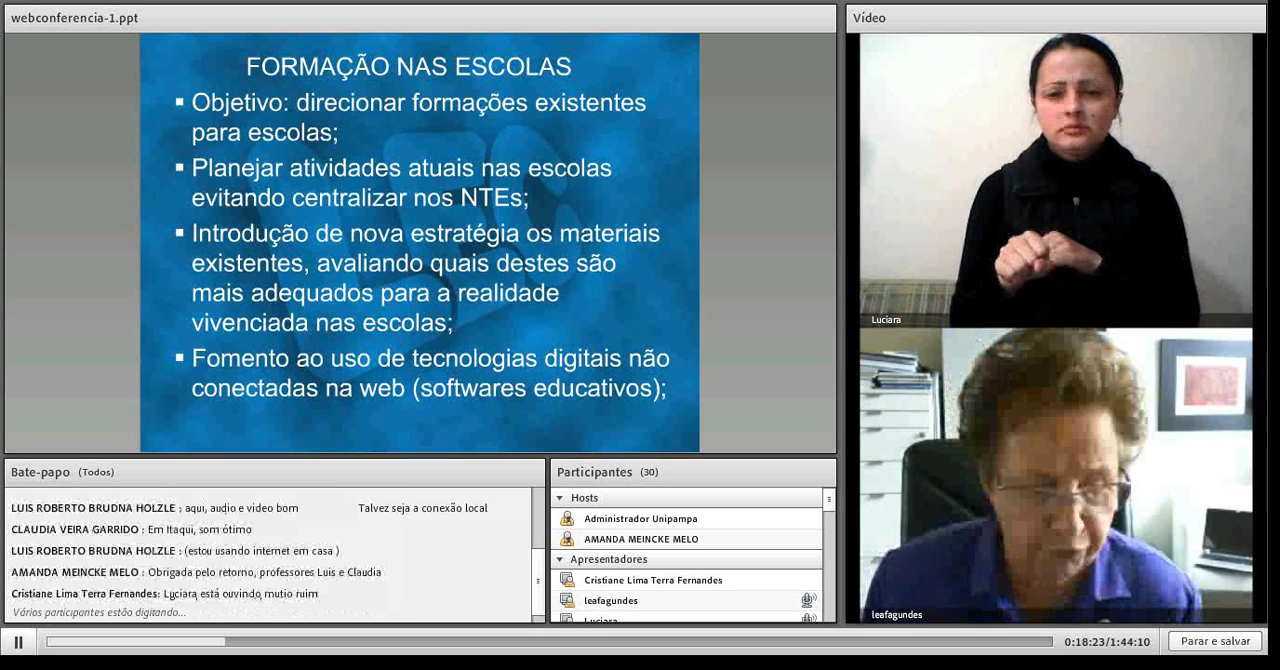 webconferencia-1.ppt
FORMAÇÃO NAS ESCOLAS
Objetivo: direcionar formações existentes
para escolas;
Planejar atividades atuais nas escolas
evitando centralizar nos NTEs;
Introdução de nova estratégia os materiais
existentes, avaliando quais destes são
mais adequados para a realidade
vivenciada nas escolas;
Fomento ao uso de tecnologias digitais não
conectadas na web (softwares educativos);
Bate-papo (Todos)
LUIS ROBERTO BRUDNA HOLZLE : aqui, audio e video bom Talvez seja a conexão local
CLAUDIA VEIRA GARRIDO : Em Itaqui, som ótimo
LUIS ROBERTO BRUDNA HOLZLE : (estou usando internet em casa )
AMANDA MEINCKE MELO : Obrigada pelo retorno, professores Luis e Claudia
Cristiane Lima Terra Fernandes: Lyciara está ouvindo mutio ruim
Vários participantes estão digitando...
Participantes (30)
Hosts
Administrador Unipampa
AMANDA MEINCKE MELO
Apresentadores
Cristiane Lima Terra Fernandes
leafagundes
Luciara
Vídeo
Luciara
leafagundes
0:18:23/1:44:10
Parar e salvar